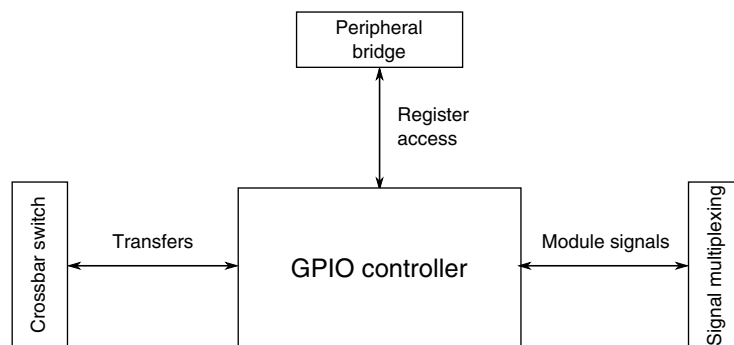 Peripheral
bridge
Register
access
Crossbar switch
Transfers
GPIO controller
Module signals
Signal multiplexing